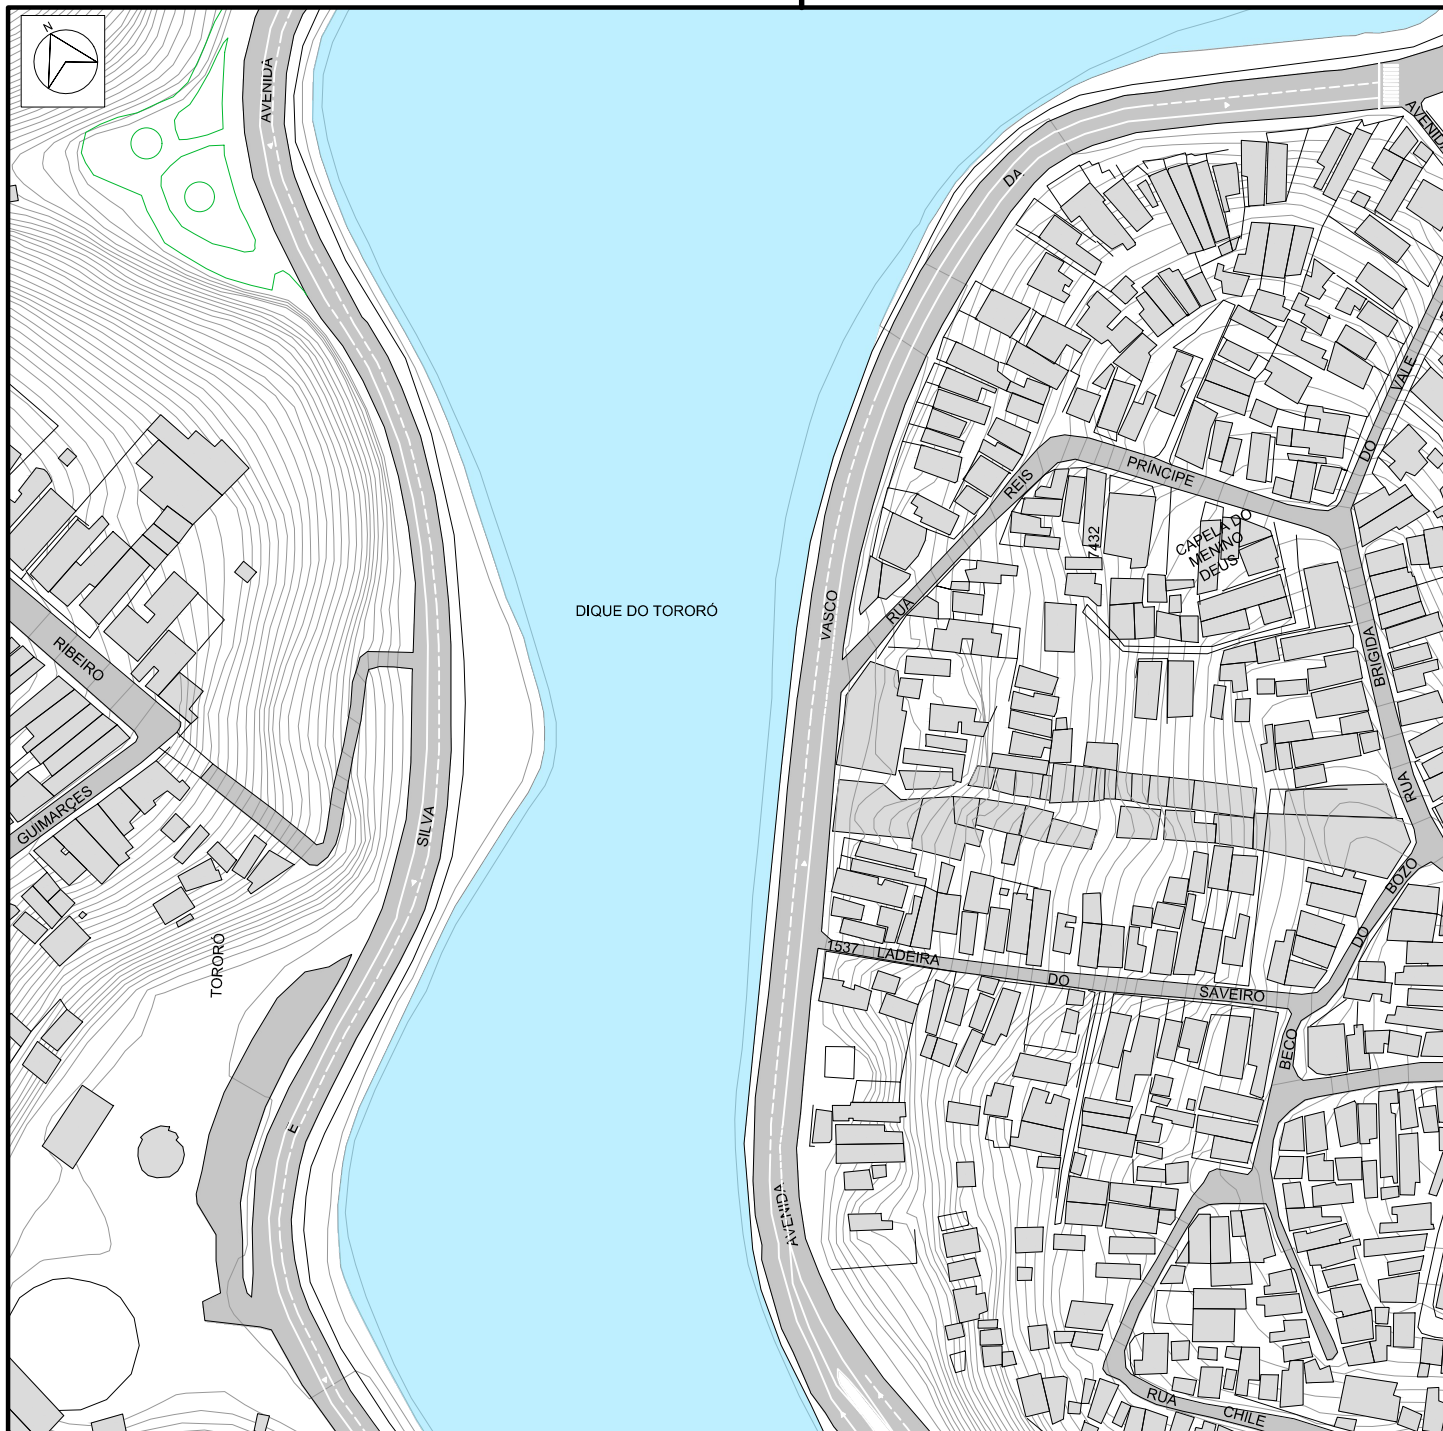 N
AVENIDA
AVENIDA
DA
VALE
DO
PRÍNCIPE
REIS
RUA
7432
CAPELA DO
MENINO
DEUS
DIQUE DO TORORÓ
VASCO
RIBEIRO
GUIMARÇES
BRIGIDA
RUA
SILVA
BOZO
DO
TORORÓ
1537
LADEIRA
DO
SAVEIRO
BECO
E
AVENIDA
RUA
CHILE